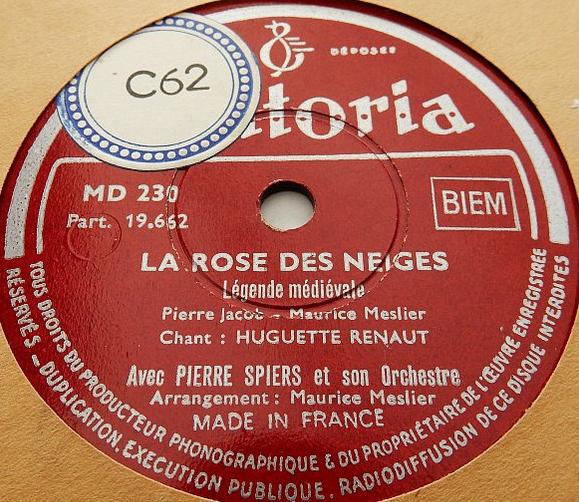 C62
DÉPOSÉE
toria
MD 230
BIEM
Part. 19.662
LA ROSE DES NEIGES
Légende médiévale
Pierre Jacob - Maurice Meslier
Chant : HUGUETTE RENAUT
Avec PIERRE SPIERS et son Orchestre
Arrangement : Maurice Meslier
MADE IN FRANCE
TOUS DROITS DU PRODUCTEUR PHONOGRAPHIQUE & DU PROPRIÉTAIRE DE L'ŒUVRE ENREGISTRÉE
RÉSERVÉS - DUPLICATION, EXECUTION PUBLIQUE, RADIODIFFUSION DE CE DISQUE INTERDITES